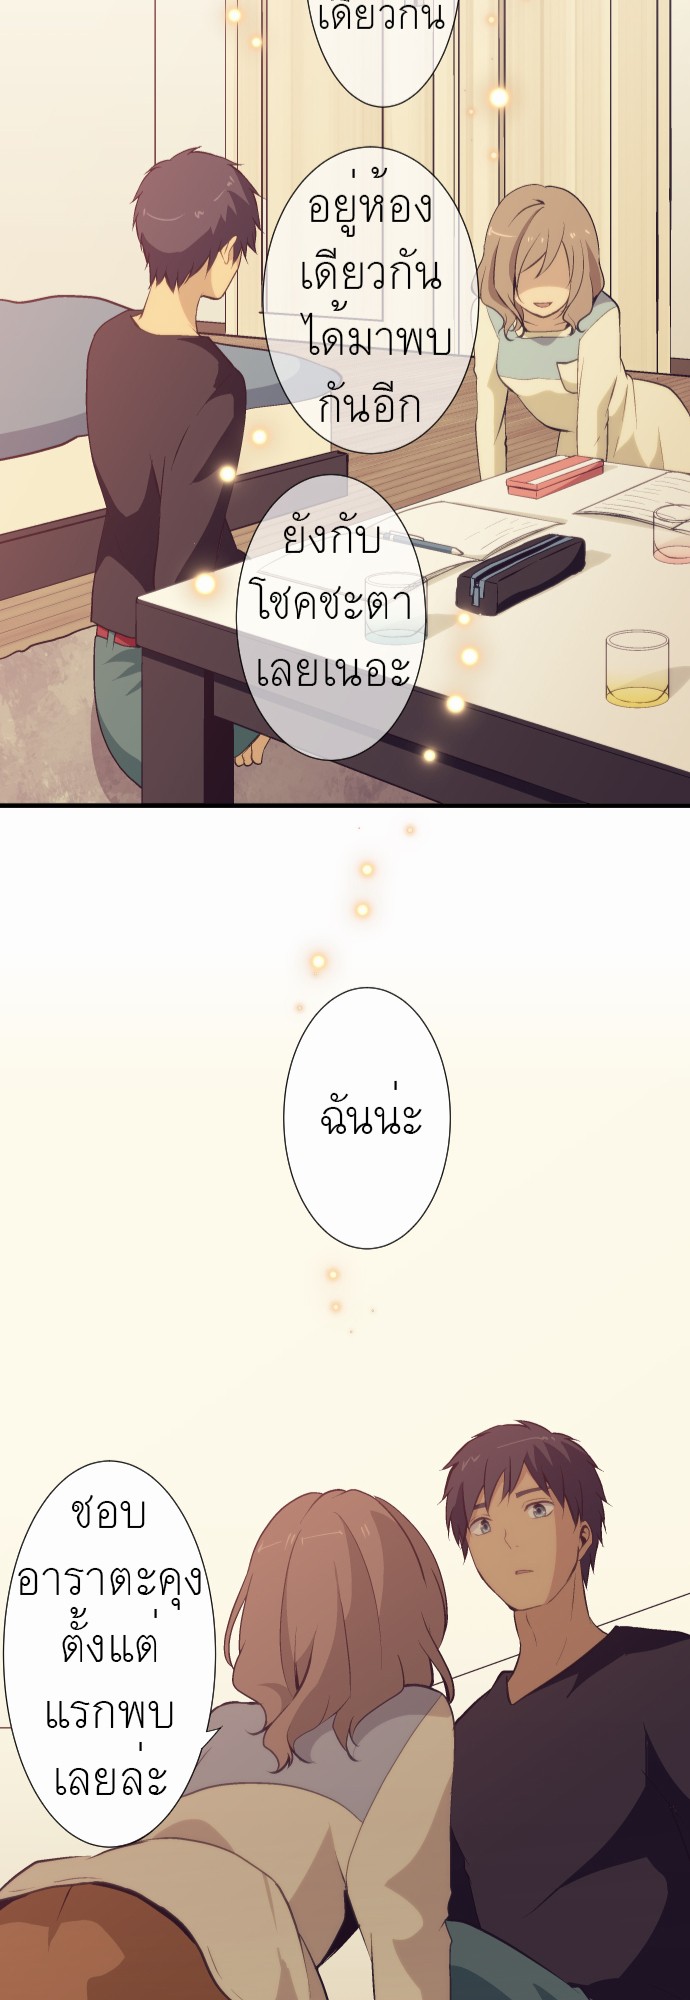 เดียวกัน
อยู่ห้อง
เดียวกัน
ได้มาพบ
กันอีก
ยังกับ
โชคชะตา
เลยเนอะ
ฉันน่ะ
ชอบ
อาราตะคุง
ตั้งแต่
แรกพบ
เลยล่ะ